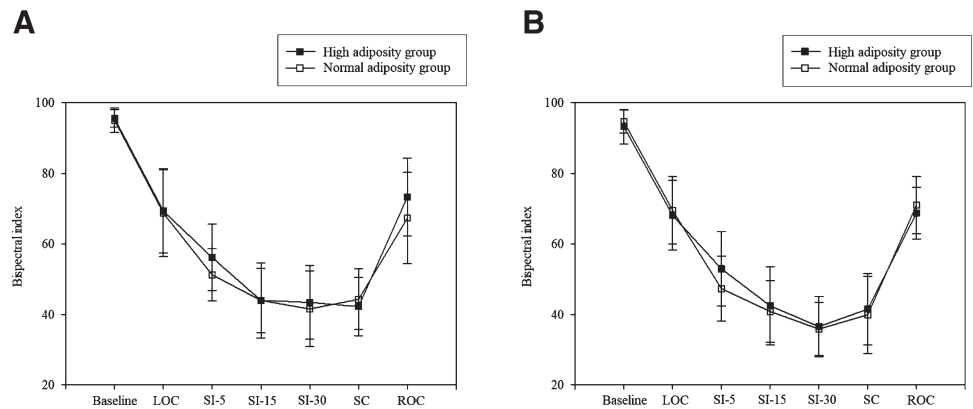 A
High adiposity group
Normal adiposity group
100
80
60
40
20
Bispectral index
Baseline LOC SI-5 SI-15 SI-30 SC ROC
B
High adiposity group
Normal adiposity group
100
80
60
40
20
Bispectral index
Baseline LOC SI-5 SI-15 SI-30 SC ROC